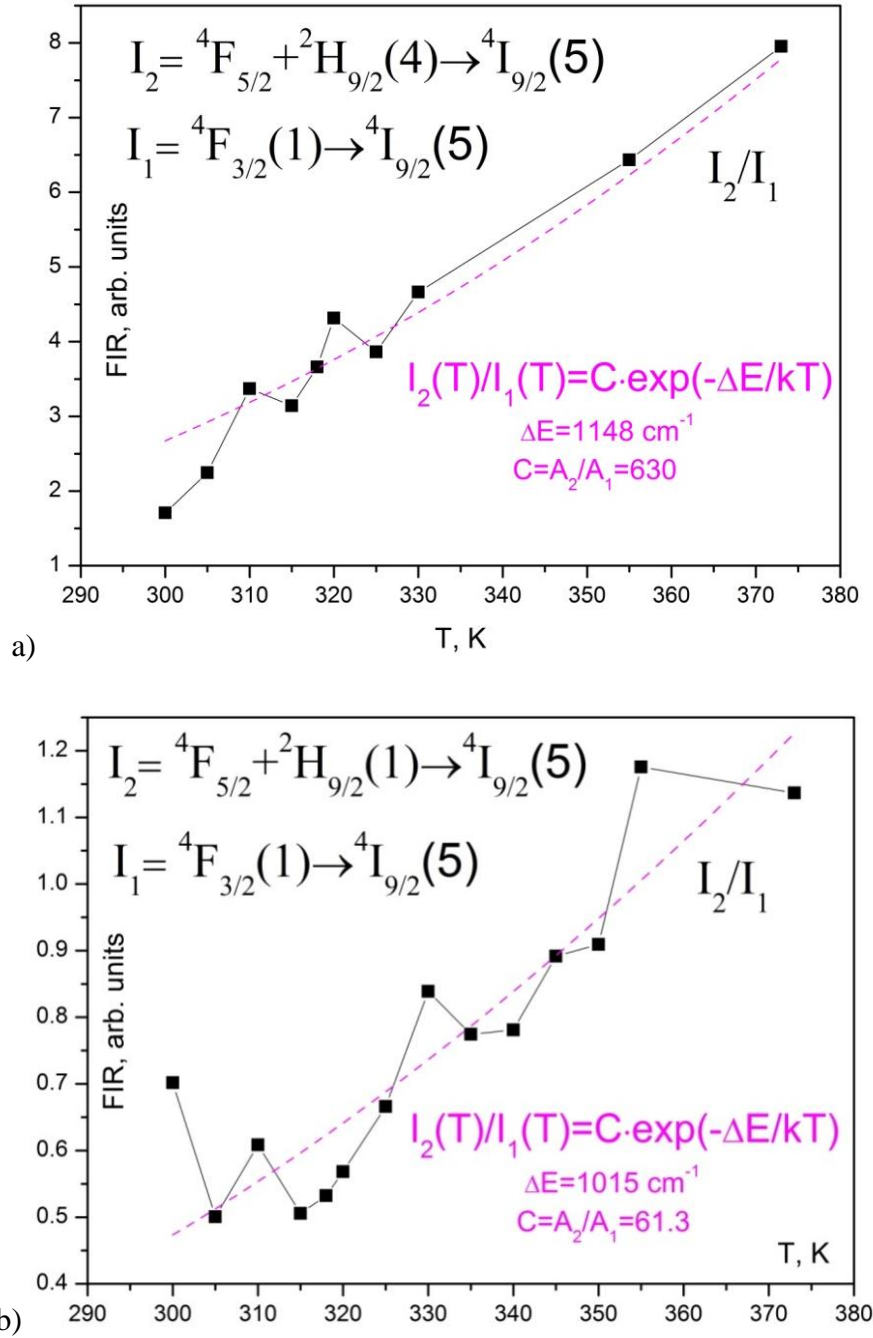 I₂= ⁴F₅/₂+²H₉/₂(4)→⁴I₉/₂(5)
I₁= ⁴F₃/₂(1)→⁴I₉/₂(5)
I₂/I₁
FIR, arb. units
8
7
6
5
4
3
2
1
I₂(T)/I₁(T)=C·exp(-ΔE/kT)
ΔE=1148 cm⁻¹
C=A₂/A₁=630
290 300 310 320 330 340 350 360 370 380
T, K
a)
I₂= ⁴F₅/₂+²H₉/₂(1)→⁴I₉/₂(5)
I₁= ⁴F₃/₂(1)→⁴I₉/₂(5)
I₂/I₁
FIR, arb. units
1.2
1.1
1.0
0.9
0.8
0.7
0.6
0.5
0.4
I₂(T)/I₁(T)=C·exp(-ΔE/kT)
ΔE=1015 cm⁻¹
C=A₂/A₁=61.3
T, K
290 300 310 320 330 340 350 360 370 380
b)